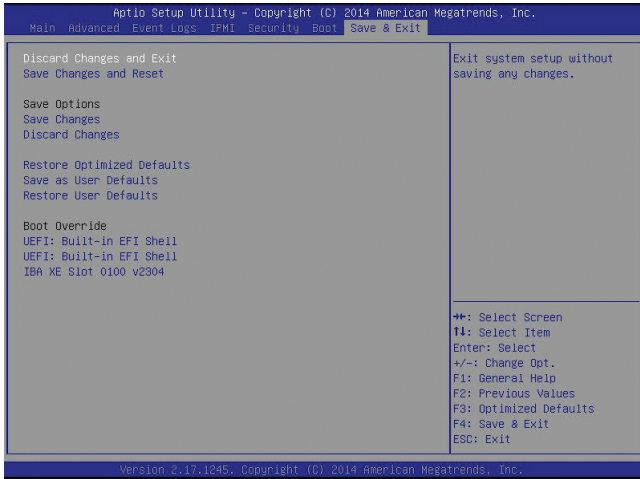 Aptio Setup Utility - Copyright (C) 2014 American Megatrends, Inc.
Main Advanced Event Logs IPMI Security Boot Save & Exit
Discard Changes and Exit
Save Changes and Reset
Save Options
Save Changes
Discard Changes
Restore Optimized Defaults
Save as User Defaults
Restore User Defaults
Boot Override
UEFI: Built-in EFI Shell
UEFI: Built-in EFI Shell
IBA XE Slot 0100 v2304
Exit system setup without
saving any changes.
→←: Select Screen
↑↓: Select Item
Enter: Select
+/-: Change Opt.
F1: General Help
F2: Previous Values
F3: Optimized Defaults
F4: Save & Exit
ESC: Exit
Version 2.17.1245. Copyright (C) 2014 American Megatrends, Inc.